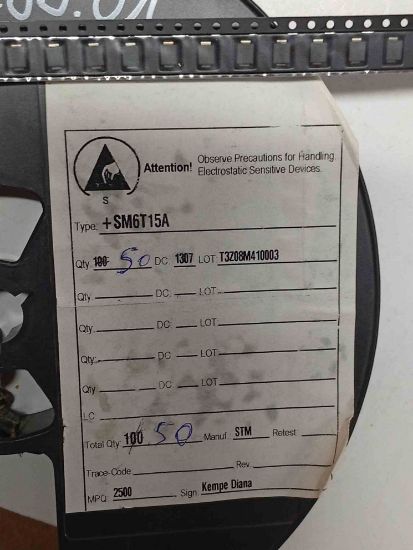 Attention! Observe Precautions for Handling
Electrostatic Sensitive Devices.
S
Type: +SM6T15A
Qty 100 50 DC: 1307 LOT T3Z08M410003
Qty DC: LOT:
Qty: DC: LOT:
Qty: DC: LOT:
Qty DC: LOT:
LC
Total Qty: 100 50 Manuf. STM Retest
Trace-Code Rev.
MPQ: 2500 Sign. Kempe Diana